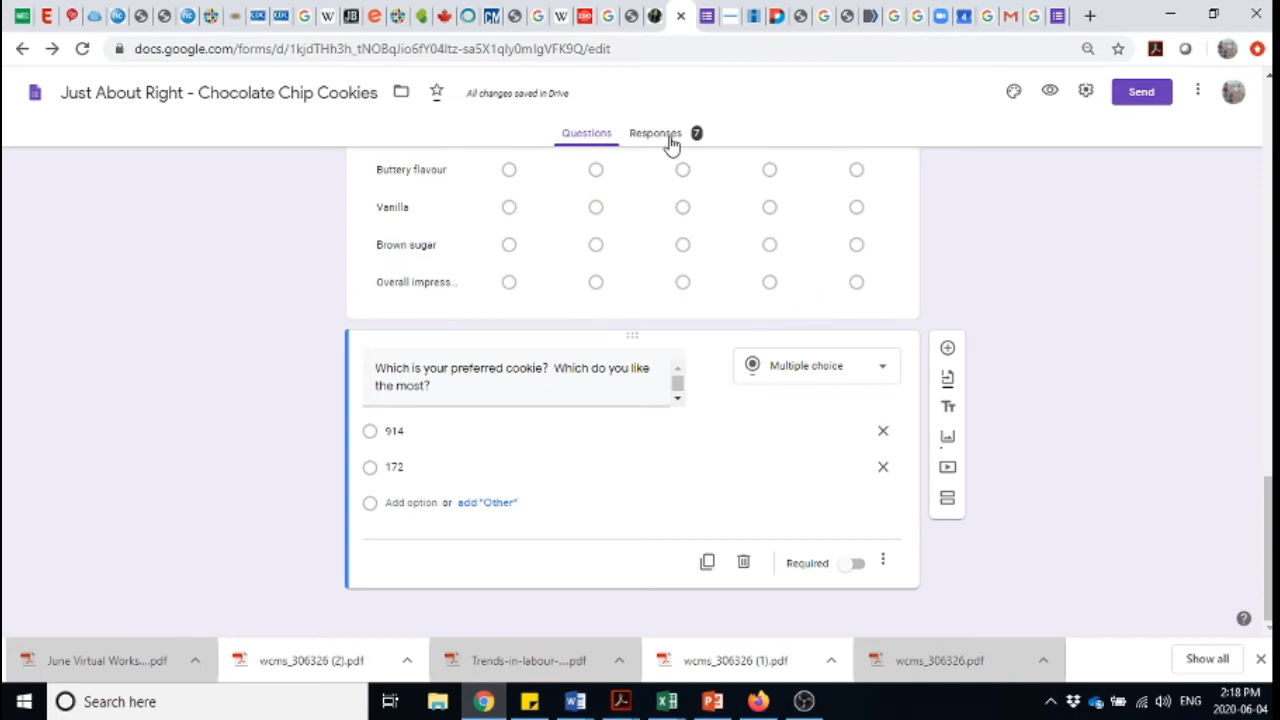 docs.google.com/forms/d/1kjdTHh3h_tNOBqJio6fY04ltz-sa5X1qIy0mIgVFK9Q/edit
Just About Right - Chocolate Chip Cookies
All changes saved in Drive
Send
Questions
Responses
7
Buttery flavour
Vanilla
Brown sugar
Overall Impress...
Which is your preferred cookie? Which do you like
the most?
Multiple choice
914
172
Add option or add "Other"
Required
Tт
June Virtual Works....pdf
wcms_306326 (2).pdf
Trends-in-labour-....pdf
wcms_306326 (1).pdf
wcms_306326.pdf
Show all
Search here
ENG
2:18 PM
2020-06-04